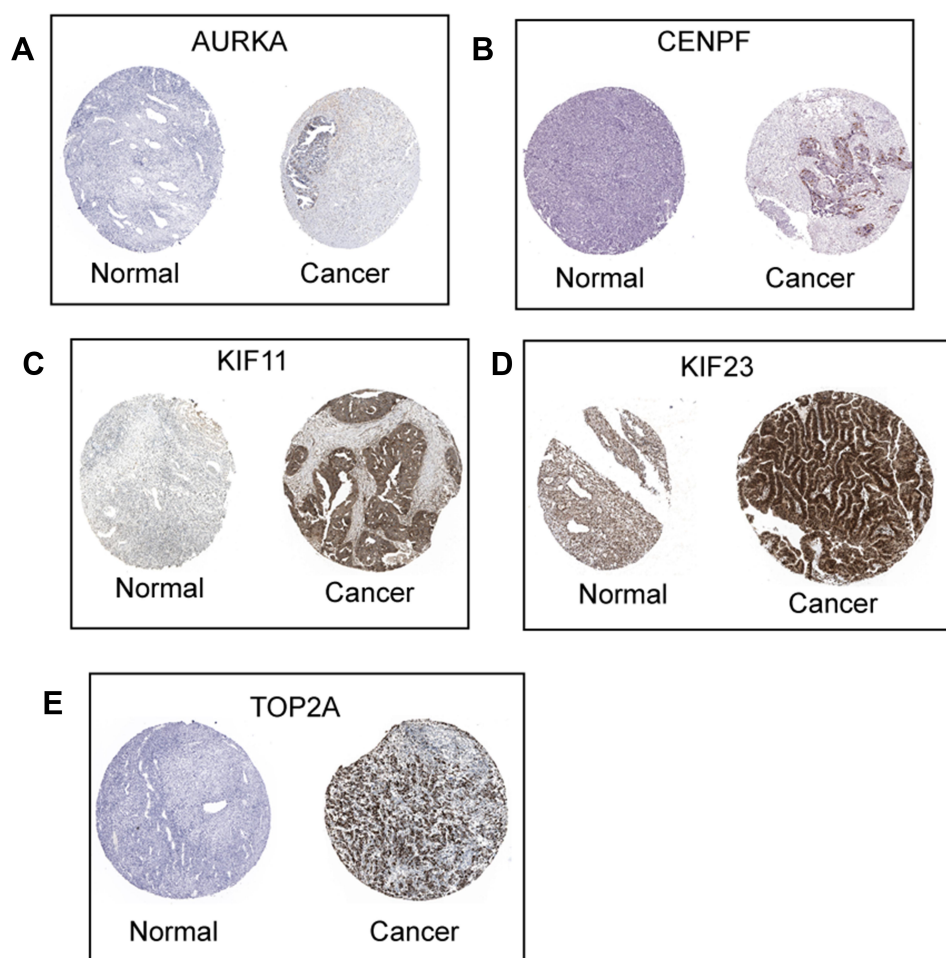 A
AURKA
Normal
Cancer
B
CENPF
Normal
Cancer
C
KIF11
Normal
Cancer
D
KIF23
Normal
Cancer
E
TOP2A
Normal
Cancer